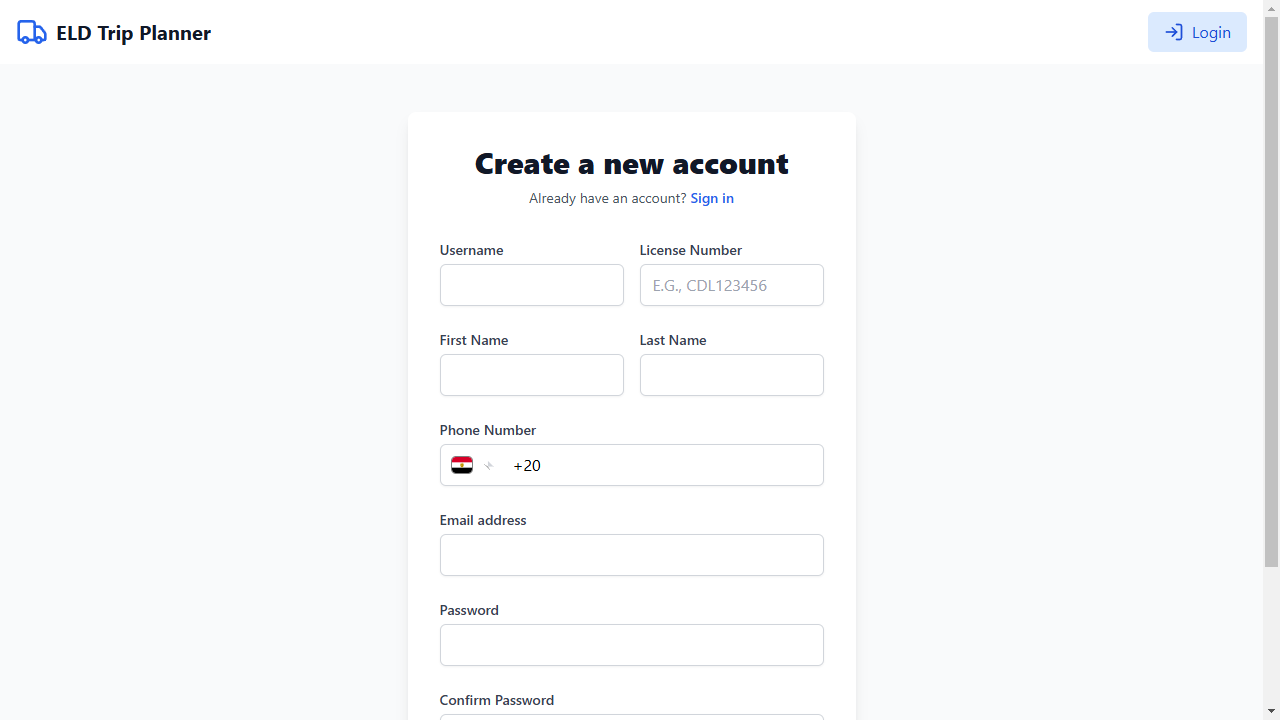 ELD Trip Planner
Login
Create a new account
Already have an account? Sign in
Username
License Number
E.G., CDL123456
First Name
Last Name
Phone Number
+20
Email address
Password
Confirm Password